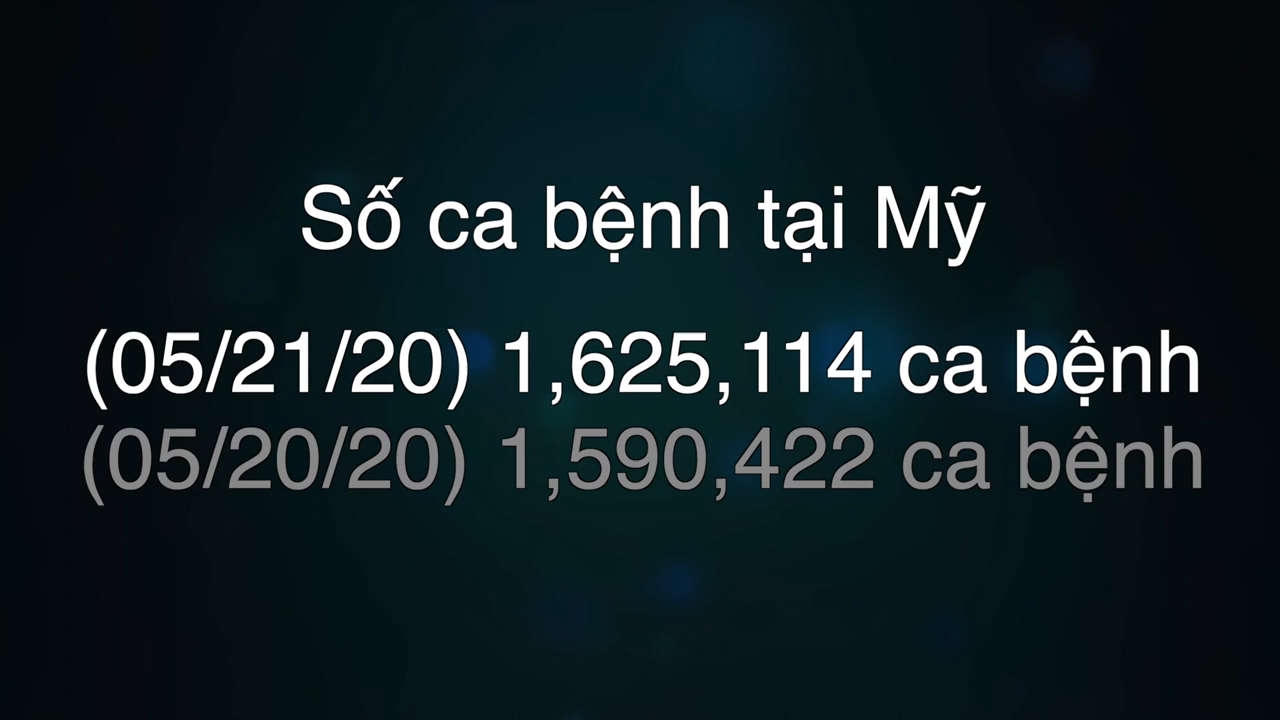 Số ca bệnh tại Mỹ
(05/21/20) 1,625,114 ca bệnh
(05/20/20) 1,590,422 ca bệnh